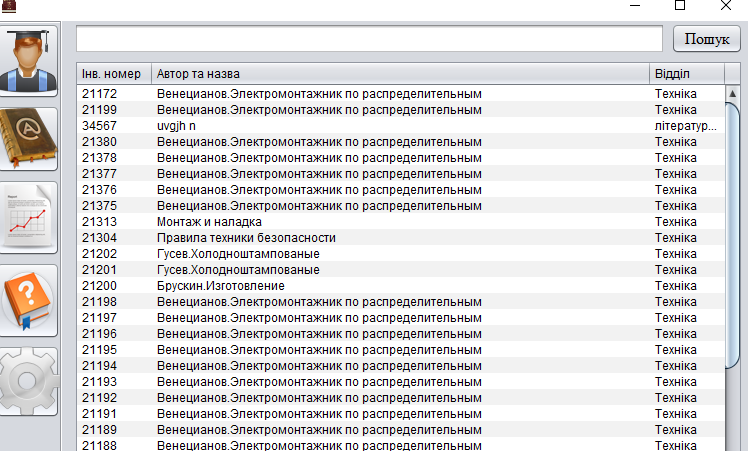 Пошук
Інв. номер Автор та назва Відділ
21172 Венецианов.Электромонтажник по распределительным Техніка
21199 Венецианов.Электромонтажник по распределительным Техніка
34567 uvgjh n літератур...
21380 Венецианов.Электромонтажник по распределительным Техніка
21378 Венецианов.Электромонтажник по распределительным Техніка
21377 Венецианов.Электромонтажник по распределительным Техніка
21376 Венецианов.Электромонтажник по распределительным Техніка
21375 Венецианов.Электромонтажник по распределительным Техніка
21313 Монтаж и наладка Техніка
21304 Правила техники безопасности Техніка
21202 Гусев.Холодноштампованые Техніка
21201 Гусев.Холодноштампованые Техніка
21200 Брускин.Изготовление Техніка
21198 Венецианов.Электромонтажник по распределительным Техніка
21197 Венецианов.Электромонтажник по распределительным Техніка
21196 Венецианов.Электромонтажник по распределительным Техніка
21195 Венецианов.Электромонтажник по распределительным Техніка
21194 Венецианов.Электромонтажник по распределительным Техніка
21193 Венецианов.Электромонтажник по распределительным Техніка
21192 Венецианов.Электромонтажник по распределительным Техніка
21191 Венецианов.Электромонтажник по распределительным Техніка
21189 Венецианов.Электромонтажник по распределительным Техніка
21188 Венецианов.Электромонтажник по распределительным Техніка